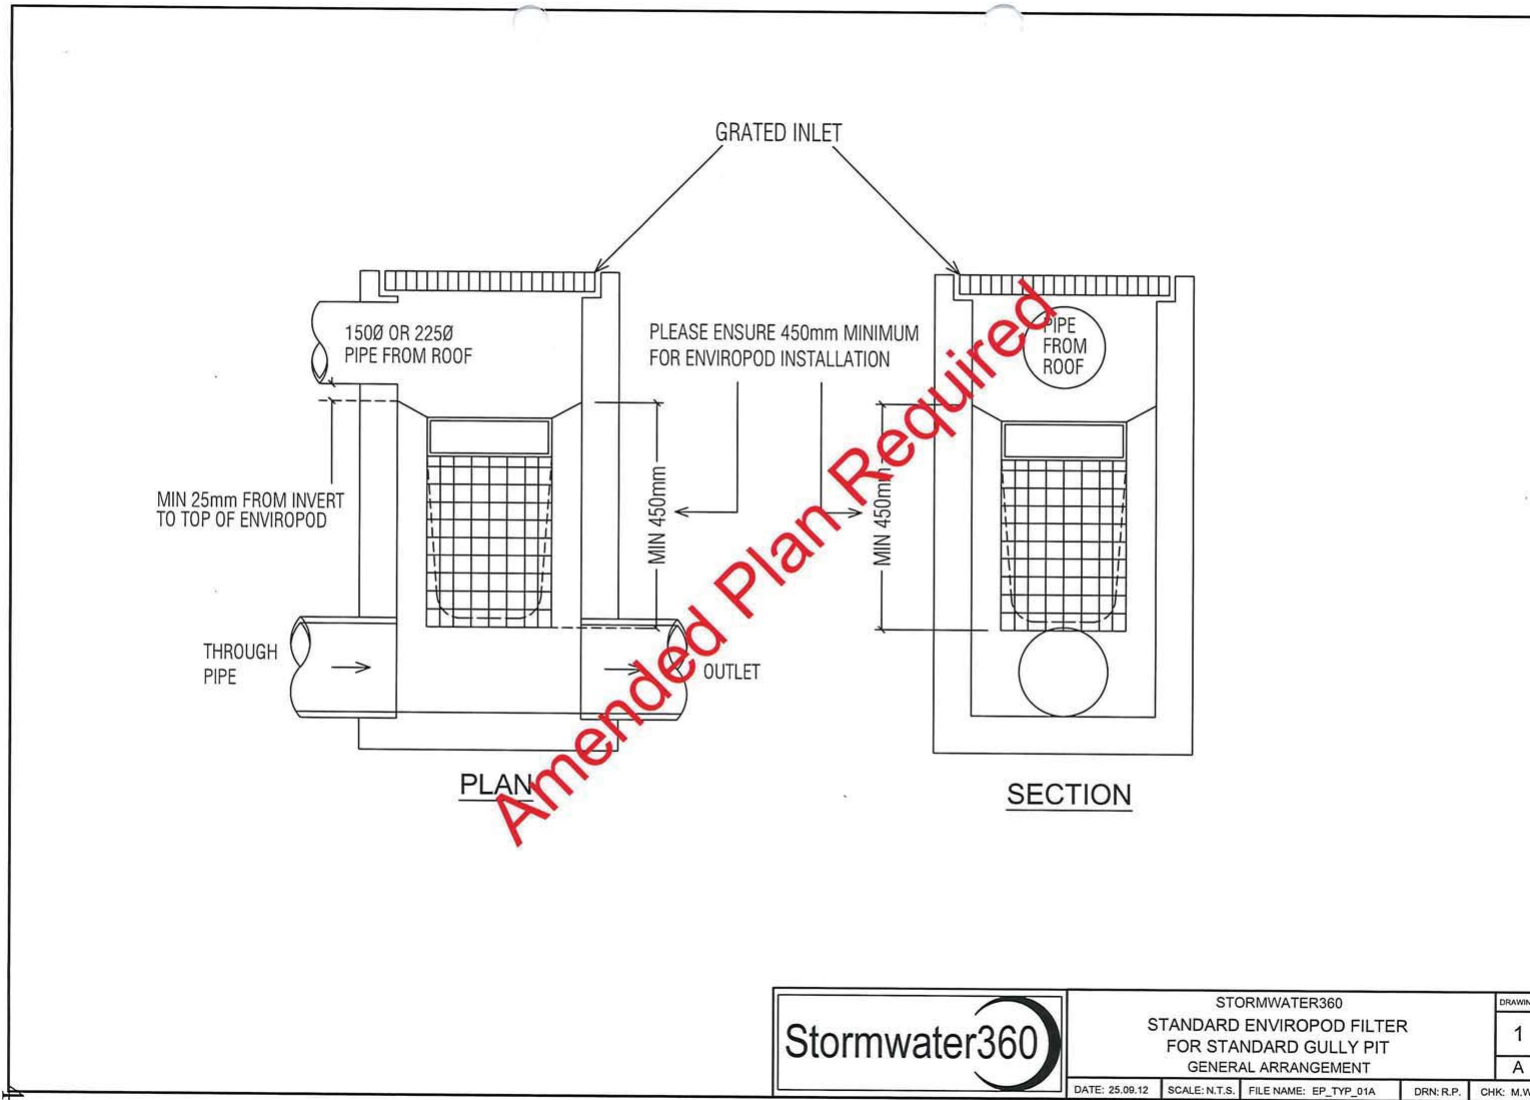 GRATED INLET
150Ø OR 225Ø
PIPE FROM ROOF
PLEASE ENSURE 450mm MINIMUM
FOR ENVIROPOD INSTALLATION
PIPE
FROM
ROOF
MIN 25mm FROM INVERT
TO TOP OF ENVIROPOD
MIN 450mm
MIN 450mm
THROUGH
PIPE
OUTLET
PLAN
SECTION
Amended Plan Required
Stormwater360
STORMWATER360
STANDARD ENVIROPOD FILTER
FOR STANDARD GULLY PIT
GENERAL ARRANGEMENT
DRAWIN
1
A
DATE: 25.09.12
SCALE: N.T.S.
FILE NAME: EP_TYP_01A
DRN: R.P.
CHK: M.W